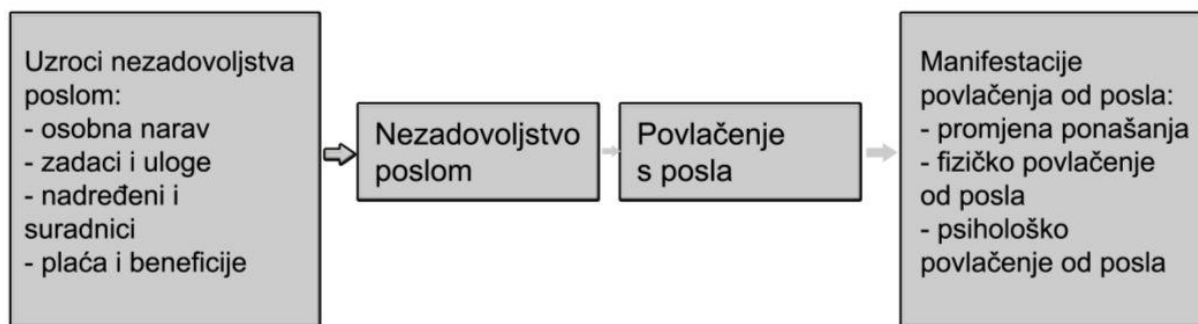 Uzroci nezadovoljstva
poslom:
- osobna narav
- zadaci i uloge
- nadređeni i
suradnici
- plaća i beneficije
Nezadovoljstvo
poslom
Povlačenje
s posla
Manifestacije
povlačenja od posla:
- promjena ponašanja
- fizičko povlačenje
od posla
- psihološko
povlačenje od posla